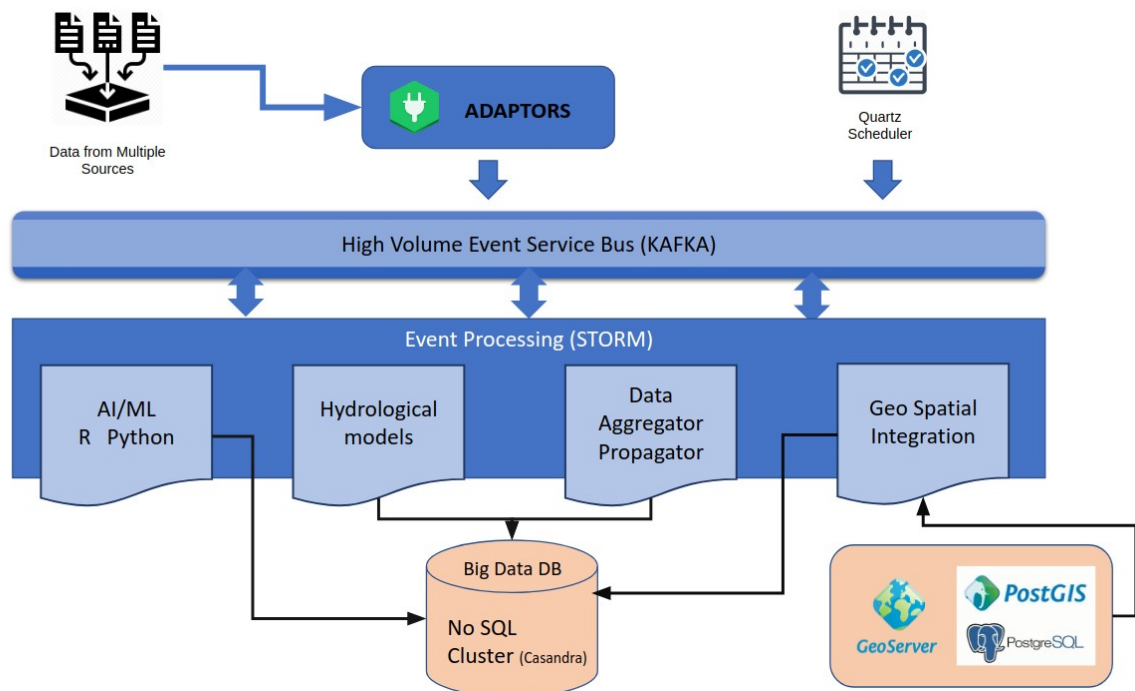 Data from Multiple
Sources
ADAPTORS
Quartz
Scheduler
High Volume Event Service Bus (KAFKA)
Event Processing (STORM)
AI/ML
R Python
Hydrological
models
Data
Aggregator
Propagator
Geo Spatial
Integration
Big Data DB
No SQL
Cluster (Casandra)
GeoServer
PostGIS
PostgreSQL